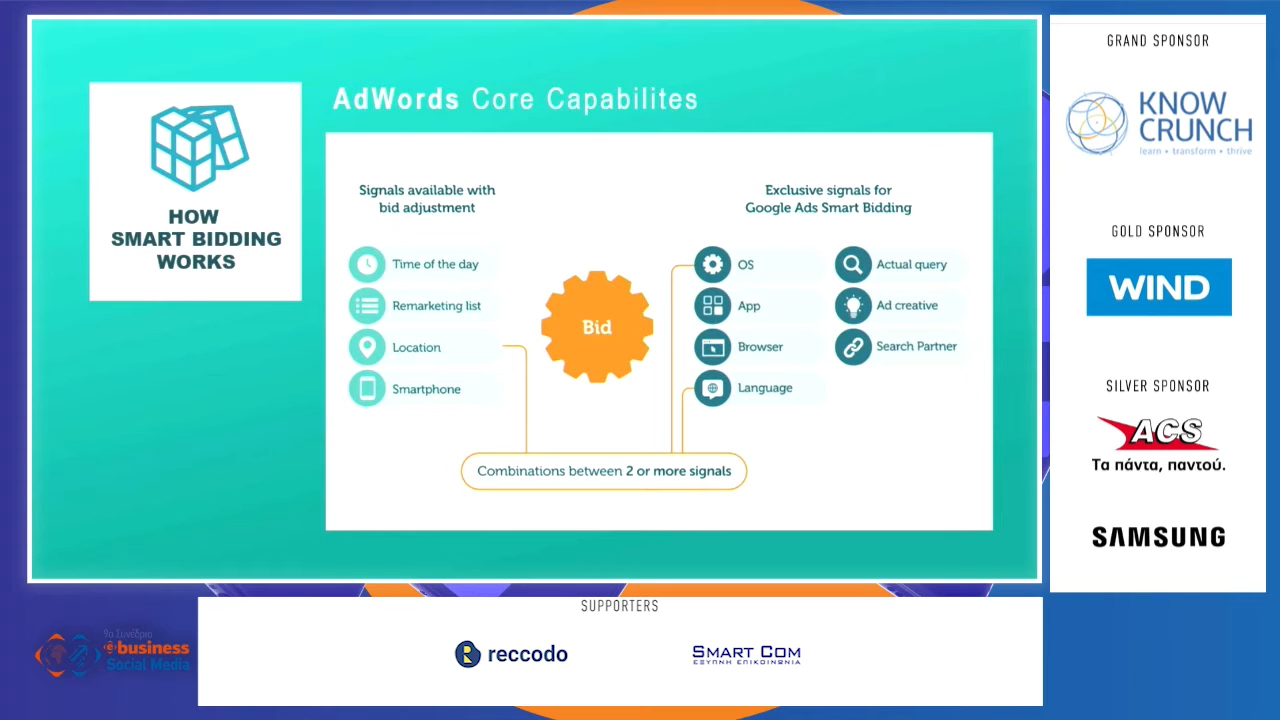 AdWords Core Capabilites
HOW
SMART BIDDING
WORKS
Signals available with
bid adjustment
Time of the day
Remarketing list
Location
Smartphone
Bid
Exclusive signals for
Google Ads Smart Bidding
OS
App
Browser
Language
Actual query
Ad creative
Search Partner
Combinations between 2 or more signals
GRAND SPONSOR
KNOW
CRUNCH
learn • transform • thrive
GOLD SPONSOR
WIND
SILVER SPONSOR
ACS
Τα πάντα, παντού.
SAMSUNG
SUPPORTERS
reccodo
SMART COM
ΕΞΥΠΝΗ ΕΠΙΚΟΙΝΩΝΙΑ
9ο Συνέδριο
e business
Social Media